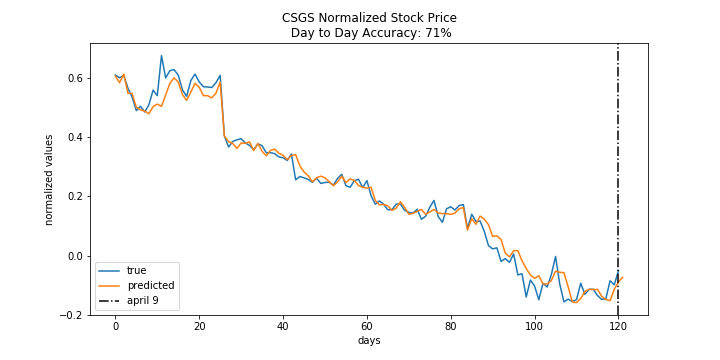 CSGS Normalized Stock Price
Day to Day Accuracy: 71%
normalized values
0.6
0.4
0.2
0.0
−0.2
true
predicted
april 9
0
20
40
60
80
100
120
days